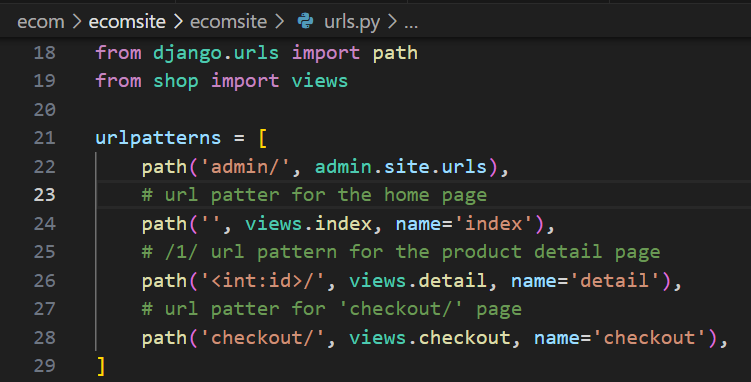 ecom > ecomsite > ecomsite > urls.py > ...
18 from django.urls import path
19 from shop import views
20
21 urlpatterns = [
22     path('admin/', admin.site.urls),
23     # url patter for the home page
24     path('', views.index, name='index'),
25     # /1/ url pattern for the product detail page
26     path('<int:id>/', views.detail, name='detail'),
27     # url patter for 'checkout/' page
28     path('checkout/', views.checkout, name='checkout'),
29 ]